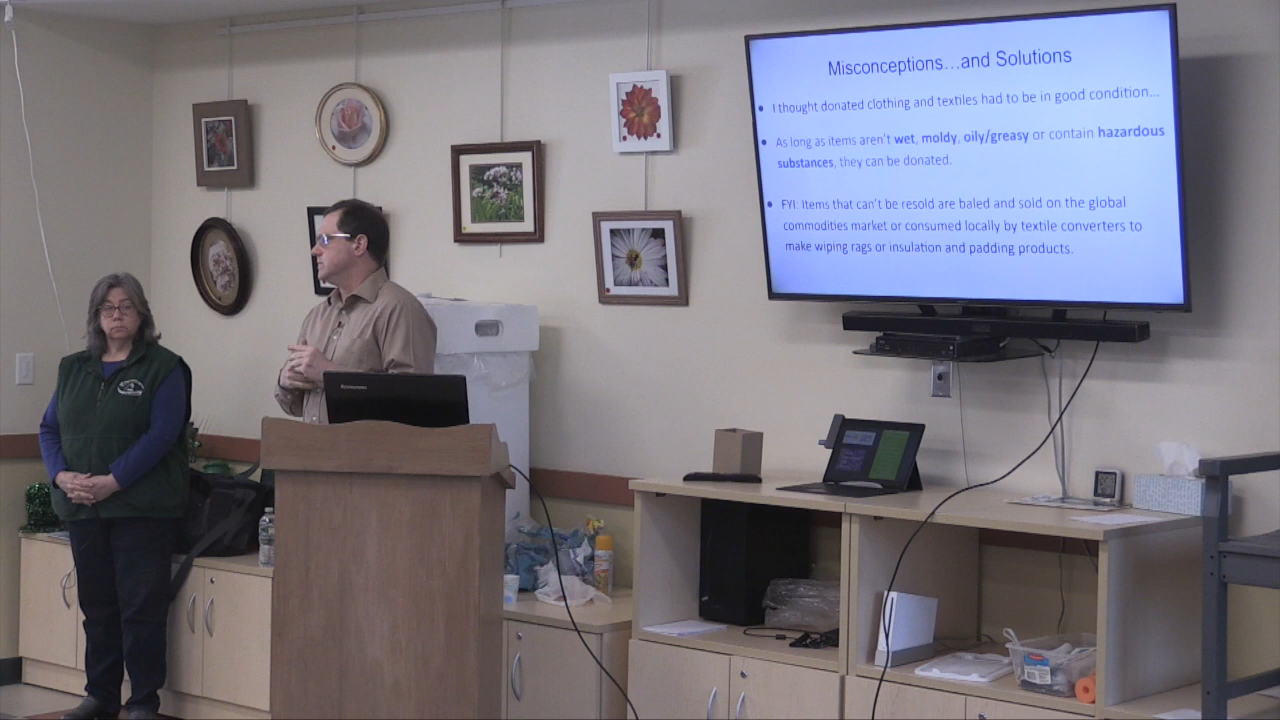 Misconceptions...and Solutions
• I thought donated clothing and textiles had to be in good condition...
• As long as items aren't wet, moldy, oily/greasy or contain hazardous
substances, they can be donated.
• FYI: Items that can't be resold are baled and sold on the global
commodities market or consumed locally by textile converters to
make wiping rags or insulation and padding products.
lenovo